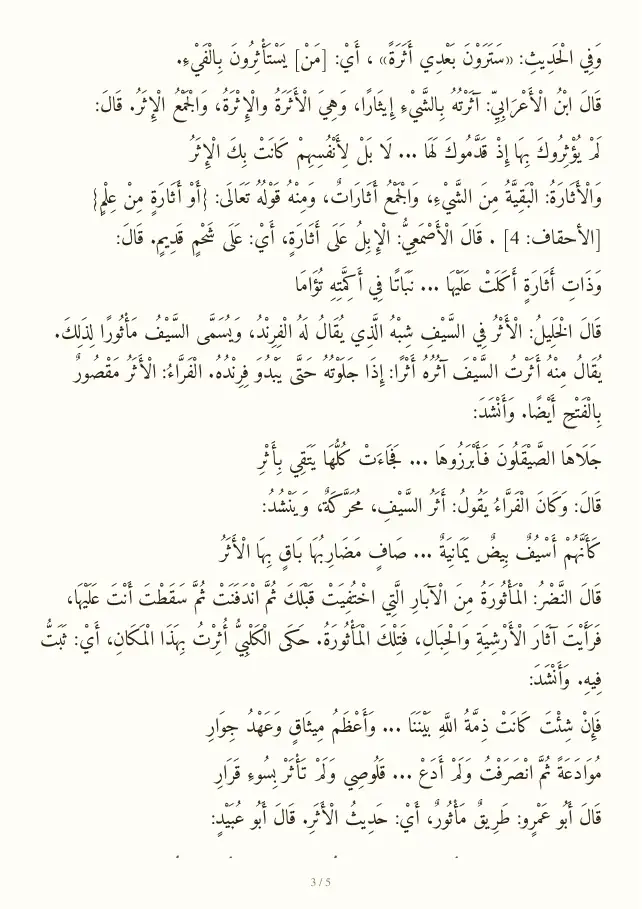 وَفِي الْحَدِيثِ: «سَتَرَوْنَ بَعْدِي أَثَرَةً» ، أَيْ: [مَنْ] يَسْتَأْثِرُونَ بِالْفَيْءِ.
قَالَ ابْنُ الْأَعْرَابِيِّ: آثَرْتُهُ بِالشَّيْءِ إِيثَارًا، وَهِيَ الْأَثَرَةُ والْإِثْرَةُ، وَالْجَمْعُ الْإِثَرُ. قَالَ:
لَمْ يُؤْثِرُوكَ بِهَا إِذْ قَدَّمُوكَ لَهَا ... لَا بَلْ لِأَنْفُسِهِمْ كَانَتْ بِكَ الْإِثَرُ
وَالْأَثَارَةُ: الْبَقِيَّةُ مِنَ الشَّيْءِ، وَالْجَمْعُ أَثَارَاتٌ، وَمِنْهُ قَوْلُهُ تَعَالَى: {أَوْ أَثَارَةٍ مِنْ عِلْمٍ}
[الأحقاف: 4] . قَالَ الْأَصْمَعِيُّ: الْإِبِلُ عَلَى أَثَارَةٍ، أَيْ: عَلَى شَحْمٍ قَدِيمٍ. قَالَ:
وَذَاتِ أَثَارَةٍ أَكَلَتْ عَلَيْهَا ... نَبَاتًا فِي أَكِمَّتِهِ تُؤَامَا
قَالَ الْخَلِيلُ: الْأَثْرُ فِي السَّيْفِ شِبْهُ الَّذِي يُقَالُ لَهُ الْفِرِنْدُ، وَيُسَمَّى السَّيْفُ مَأْثُورًا لِذَلِكَ.
يُقَالُ مِنْهُ أَثَرْتُ السَّيْفَ آثُرُهُ أَثْرًا: إِذَا جَلَوْتُهُ حَتَّى يَبْدُوَ فِرِنْدُهُ. الْفَرَّاءُ: الْأَثَرُ مَقْصُورٌ
بِالْفَتْحِ أَيْضًا. وَأَنْشَدَ:
جَلَاهَا الصَّيْقَلُونَ فَأَبْرَزُوهَا ... فَجَاءَتْ كُلُّهَا يَتَقِي بِأَثْرِ
قَالَ: وَكَانَ الْفَرَّاءُ يَقُولُ: أَثَرُ السَّيْفِ، مُحَرَّكَةٌ، وَيَنْشُدُ:
كَأَنَّهُمْ أَسْيُفٌ بِيضٌ يَمَانِيَةٌ ... صَافٍ مَضَارِبُهَا بَاقٍ بِهَا الْأَثَرُ
قَالَ النَّضْرُ: الْمَأْثُورَةُ مِنَ الْآبَارِ الَّتِي اخْتُفِيَتْ قَبْلَكَ ثُمَّ انْدَفَنَتْ ثُمَّ سَقَطْتَ أَنْتَ عَلَيْهَا،
فَرَأَيْتَ آثَارَ الْأَرْشِيَةِ وَالْحِبَالِ، فَتِلْكَ الْمَأْثُورَةُ. حَكَى الْكَلْبِيُّ أُثِرْتُ بِهَذَا الْمَكَانِ، أَيْ: ثَبَتُّ
فِيهِ. وَأَنْشَدَ:
فَإِنْ شِئْتَ كَانَتْ ذِمَّةُ اللَّهِ بَيْنَنَا ... وَأَعْظَمُ مِيثَاقٍ وَعَهْدُ جِوَارِ
مُوَادَعَةً ثُمَّ انْصَرَفْتُ وَلَمْ أَدَعْ ... قَلُوصِي وَلَمْ تَأْثَرْ بِسُوءِ قَرَارِ
قَالَ أَبُو عَمْرٍو: طَرِيقٌ مَأْثُورٌ، أَيْ: حَدِيثُ الْأَثَرِ. قَالَ أَبُو عُبَيْدٍ:
3 / 5